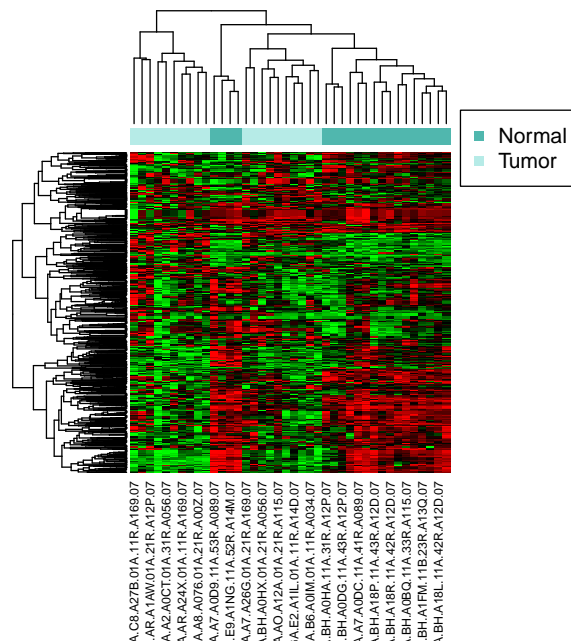 Normal
Tumor
A.C8.A27B.01A.11R.A169.07
.AR.A1AW.01A.21R.A12P.07
A.A2.A0CT.01A.31R.A056.07
A.AR.A24X.01A.11R.A169.07
A.A8.A076.01A.21R.A00Z.07
A.A7.A0D9.11A.53R.A089.07
.E9.A1NG.11A.52R.A14M.07
A.A7.A26G.01A.21R.A169.07
.BH.A0HX.01A.21R.A056.07
A.AO.A12A.01A.21R.A115.07
A.E2.A1IL.01A.11R.A14D.07
A.B6.A0IM.01A.11R.A034.07
.BH.A0HA.11A.31R.A12P.07
.BH.A0DG.11A.43R.A12P.07
A.A7.A0DC.11A.41R.A089.07
A.BH.A18P.11A.43R.A12D.07
A.BH.A18R.11A.42R.A12D.07
A.BH.A0BQ.11A.33R.A115.07
A.BH.A1FM.11B.23R.A13Q.07
A.BH.A18L.11A.42R.A12D.07